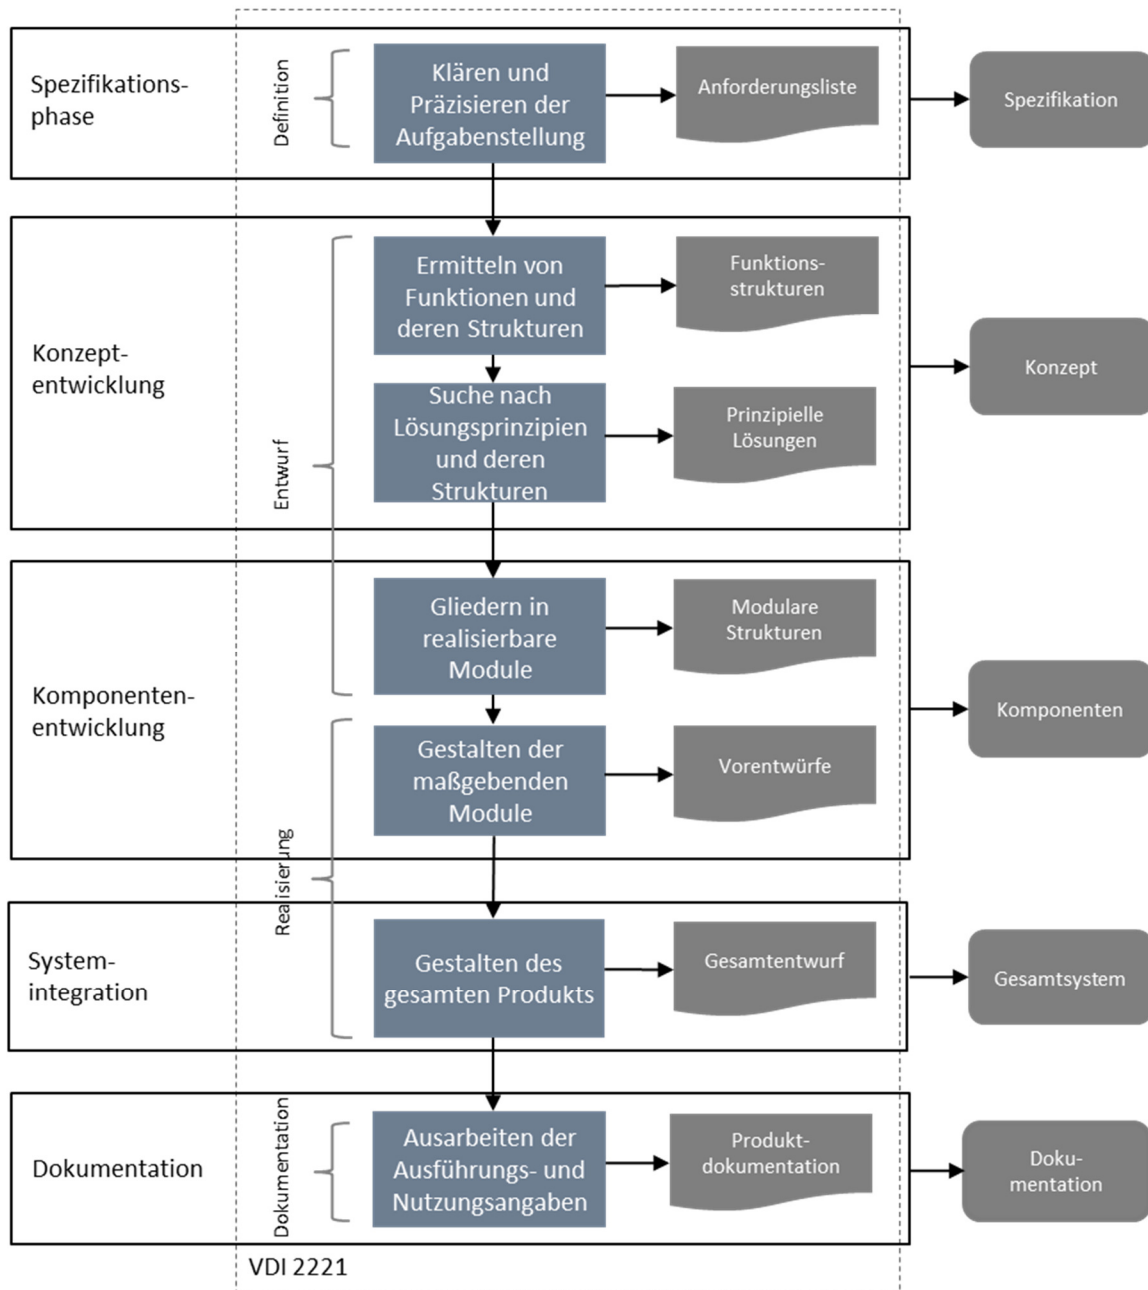 Spezifikations-
phase
Definition
Klären und
Präzisieren der
Aufgabenstellung
Anforderungsliste
Spezifikation
Konzept-
entwicklung
Entwurf
Ermitteln von
Funktionen und
deren Strukturen
Funktions-
strukturen
Suche nach
Lösungsprinzipien
und deren
Strukturen
Prinzipielle
Lösungen
Konzept
Komponenten-
entwicklung
Gliedern in
realisierbare
Module
Modulare
Strukturen
Realisierung
Gestalten der
maßgebenden
Module
Vorentwürfe
Komponenten
System-
integration
Gestalten des
gesamten Produkts
Gesamtentwurf
Gesamtsystem
Dokumentation
Dokumentation
Ausarbeiten der
Ausführungs- und
Nutzungsangaben
Produkt-
dokumentation
Doku-
mentation
VDI 2221